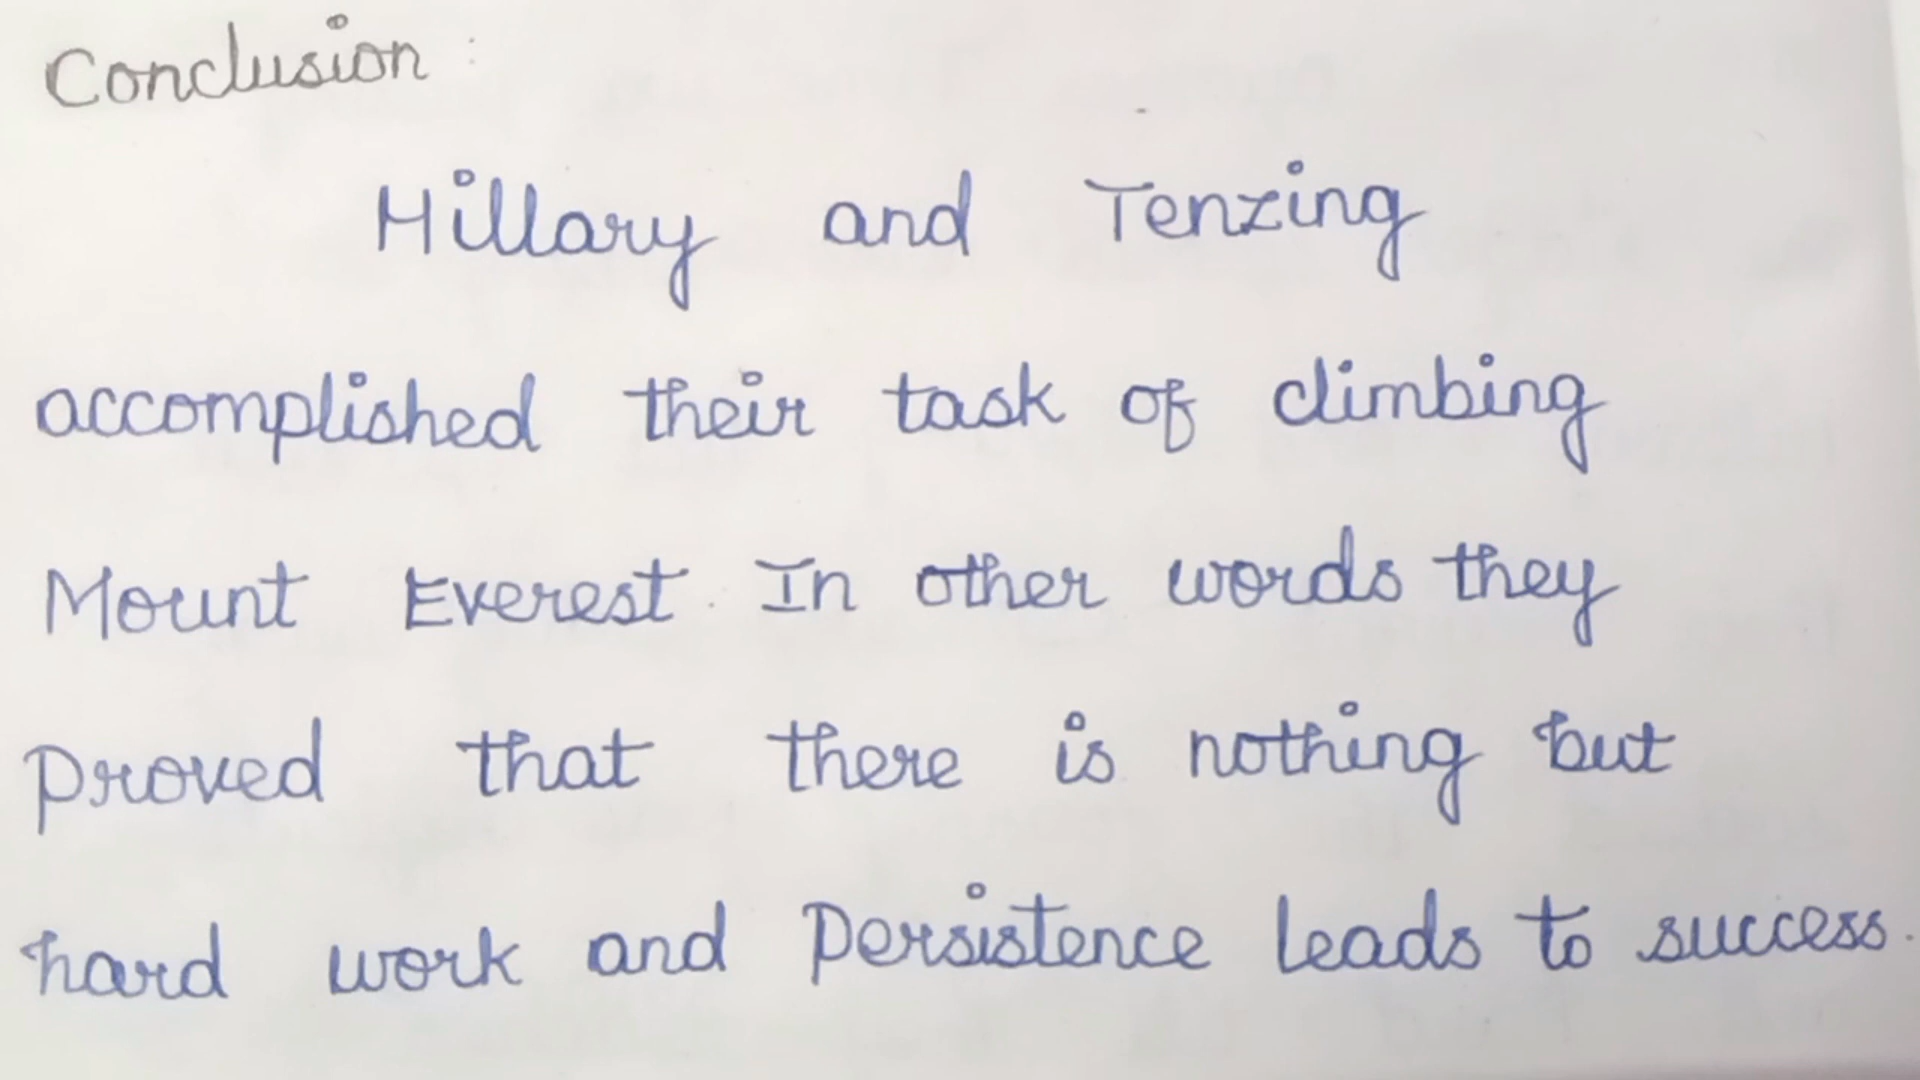 Conclusion :
Hillary and Tenzing
accomplished their task of climbing
Mount Everest. In other words they
Proved that there is nothing but
hard work and Persistence leads to success.